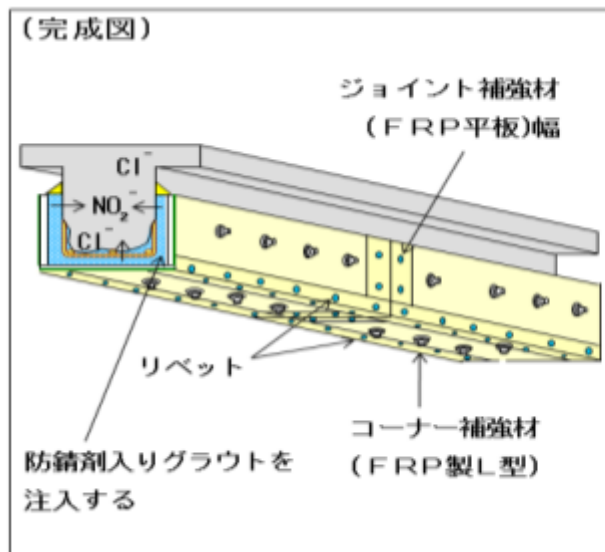 (完成図)
ジョイント補強材
(FRP平板)幅
Cl⁻
NO₂⁻
Cl⁻
リベット
コーナー補強材
(FRP製L型)
防錆剤入りグラウトを
注入する